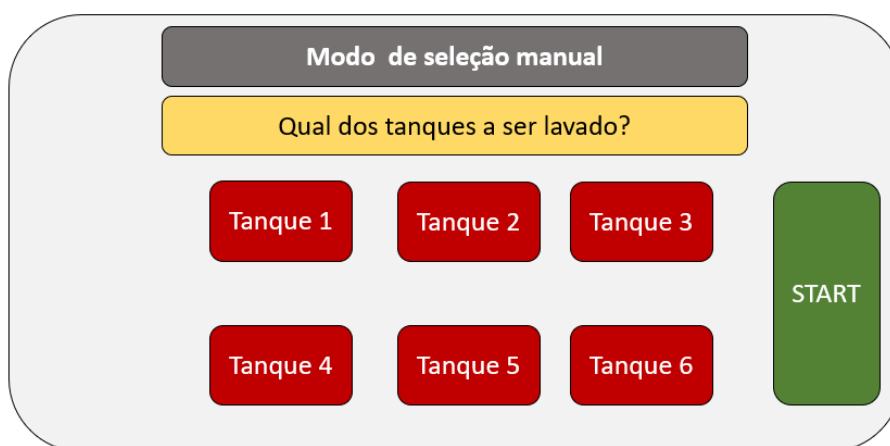 Modo de seleção manual
Qual dos tanques a ser lavado?
Tanque 1
Tanque 2
Tanque 3
START
Tanque 4
Tanque 5
Tanque 6